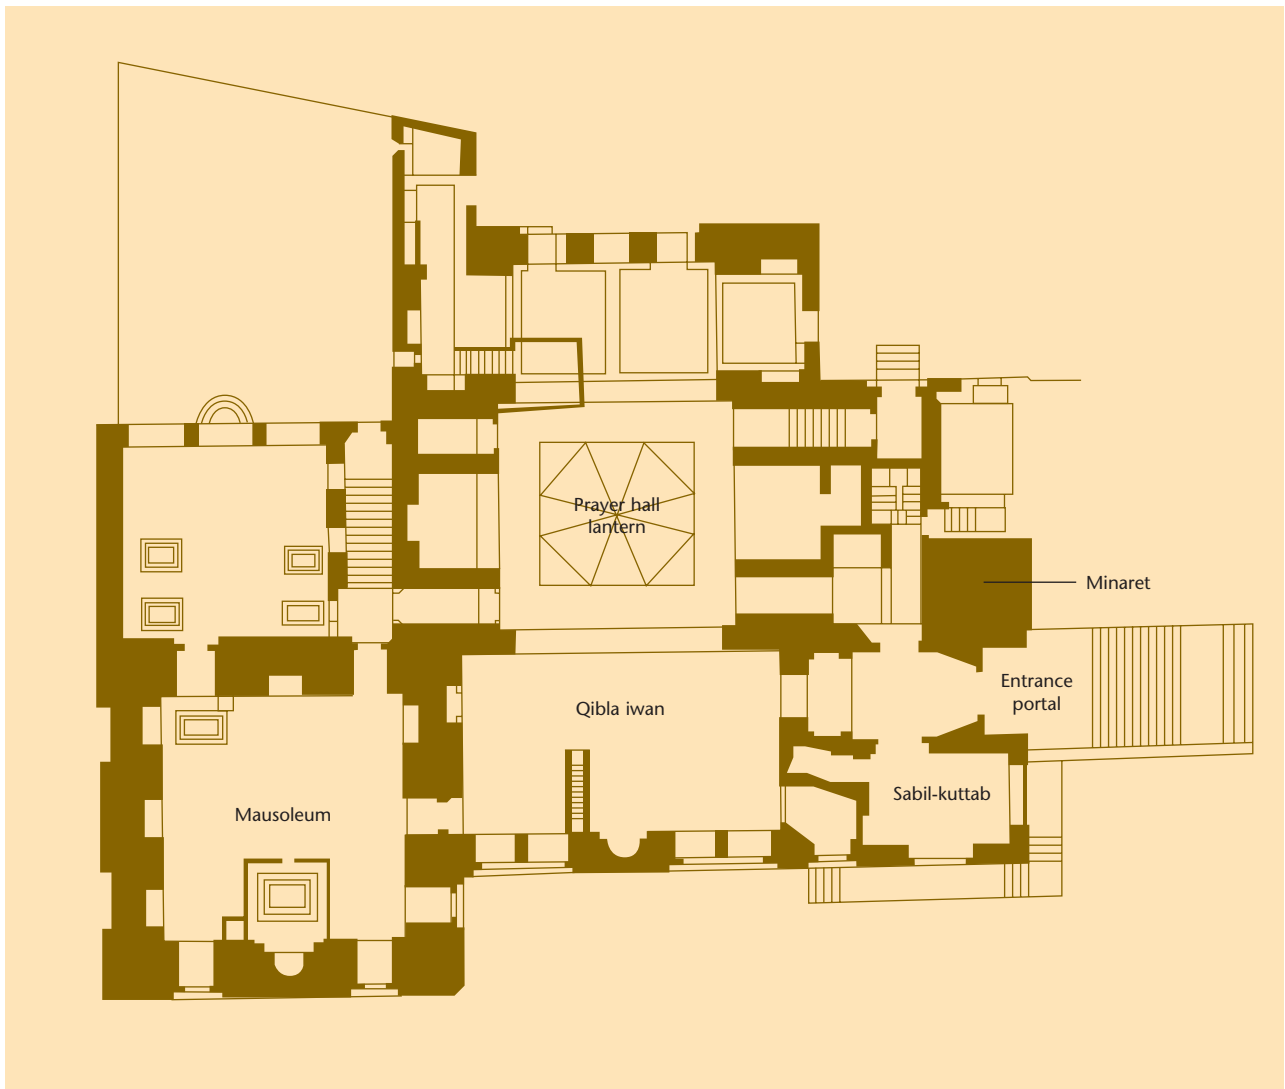 Prayer hall
lantern
Minaret
Entrance
portal
Qibla iwan
Sabil-kuttab
Mausoleum